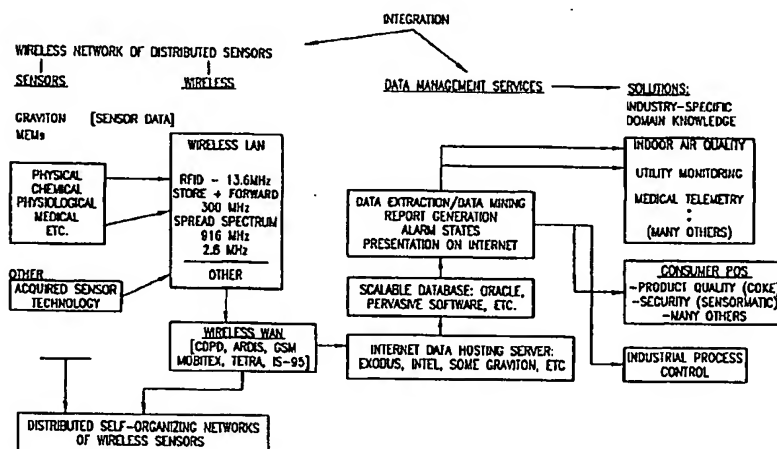 INTEGRATION
WIRELESS NETWORK OF DISTRIBUTED SENSORS
SENSORS
WIRELESS
DATA MANAGEMENT SERVICES
SOLUTIONS:
INDUSTRY-SPECIFIC
DOMAIN KNOWLEDGE
GRAVITON [SENSOR DATA]
MEMs
PHYSICAL
CHEMICAL
PHYSIOLOGICAL
MEDICAL
ETC.
OTHER
ACQUIRED SENSOR
TECHNOLOGY
WIRELESS LAN
RFID - 13.6MHz
STORE + FORWARD
300 MHz
SPREAD SPECTRUM
916 MHz
2.6 MHz
OTHER
WIRELESS WAN
[CDPD, ARDIS, GSM
MOBITEX, TETRA, IS-95]
DISTRIBUTED SELF-ORGANIZING NETWORKS
OF WIRELESS SENSORS
DATA EXTRACTION/DATA MINING
REPORT GENERATION
ALARM STATES
PRESENTATION ON INTERNET
SCALABLE DATABASE: ORACLE,
PERVASIVE SOFTWARE, ETC.
INTERNET DATA HOSTING SERVER:
EXODUS, INTEL, SOME GRAVITON, ETC
INDOOR AIR QUALITY
UTILITY MONITORING
MEDICAL TELEMETRY
:
(MANY OTHERS)
CONSUMER POS
-PRODUCT QUALITY (COKE)
-SECURITY (SENSORMATIC)
-MANY OTHERS
INDUSTRIAL PROCESS
CONTROL